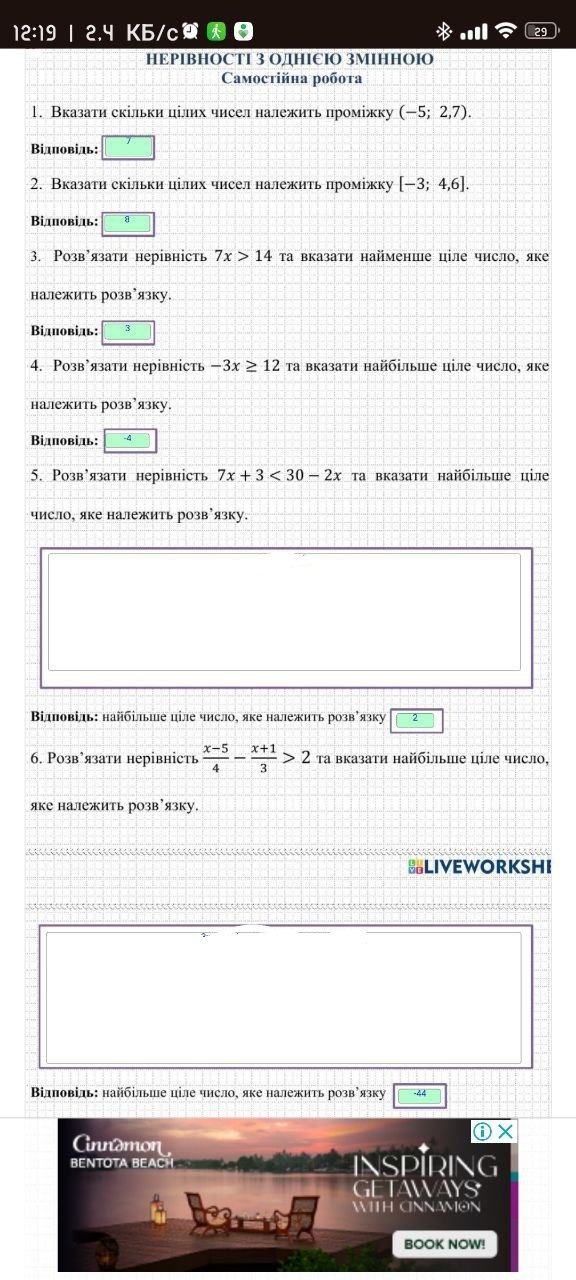 12:19 | 2.4 КБ/с
29
НЕРІВНОСТІ З ОДНІЄЮ ЗМІННОЮ
Самостійна робота
1. Вказати скільки цілих чисел належить проміжку (−5; 2,7).
Відповідь: 7
2. Вказати скільки цілих чисел належить проміжку [−3; 4,6].
Відповідь: 8
3. Розв’язати нерівність 7x > 14 та вказати найменше ціле число, яке
належить розв’язку.
Відповідь: 3
4. Розв’язати нерівність −3x ≥ 12 та вказати найбільше ціле число, яке
належить розв’язку.
Відповідь: -4
5. Розв’язати нерівність 7x + 3 < 30 − 2x та вказати найбільше ціле
число, яке належить розв’язку.
Відповідь: найбільше ціле число, яке належить розв’язку 2
6. Розв’язати нерівність (x−5)/4 − (x+1)/3 > 2 та вказати найбільше ціле число,
яке належить розв’язку.
LIVEWORKSHE
Відповідь: найбільше ціле число, яке належить розв’язку -44
Cinnamon
BENTOTA BEACH
INSPIRING
GETAWAYS
WITH CINNAMON
BOOK NOW!